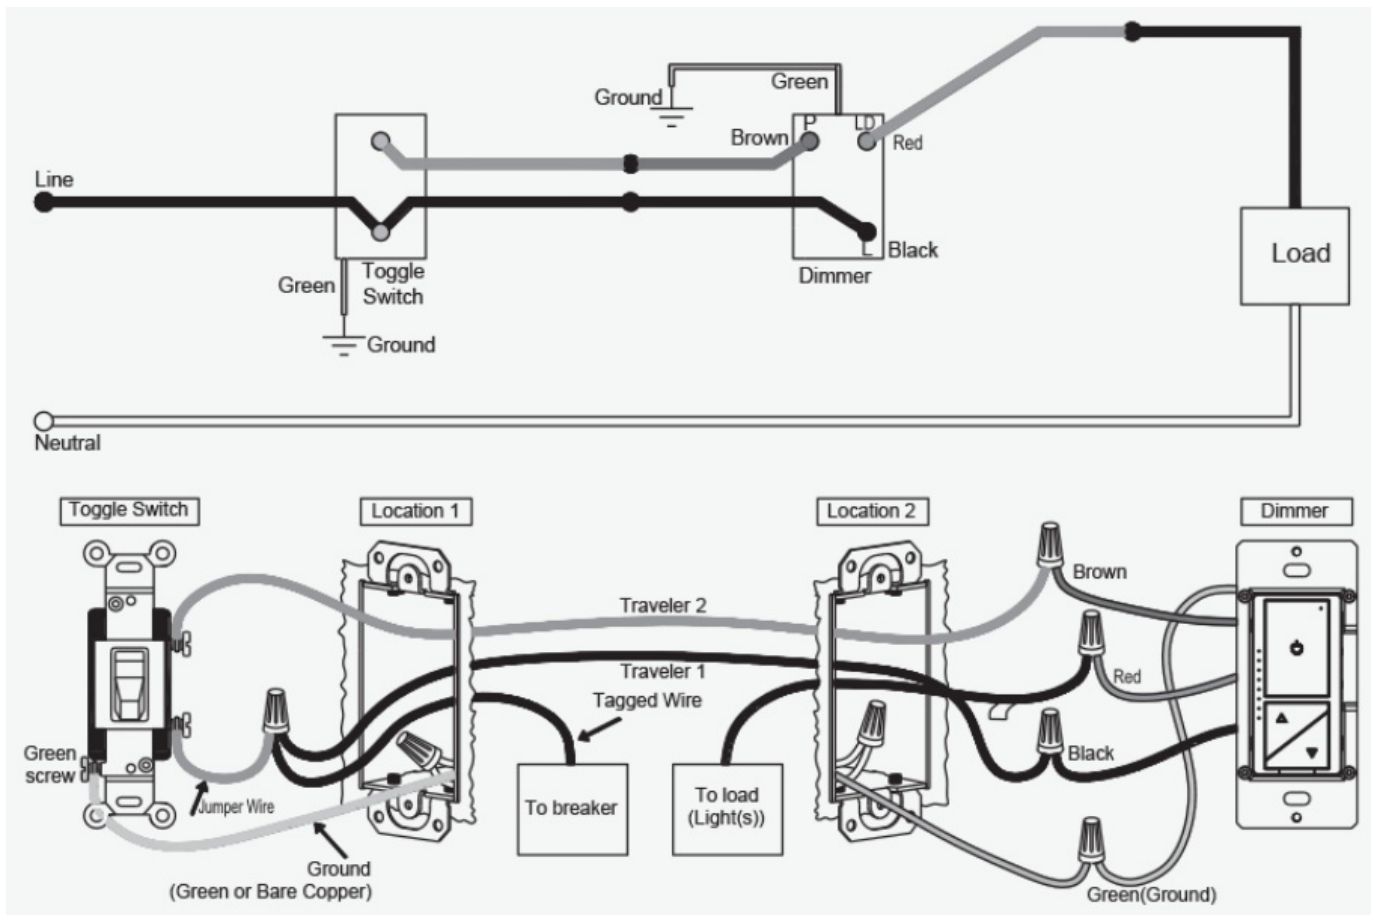 Green
Ground
P
LD
Brown
Red
Line
L
Black
Toggle
Switch
Dimmer
Load
Green
Ground
Neutral
Toggle Switch
Location 1
Location 2
Dimmer
Brown
Traveler 2
Traveler 1
Red
Tagged Wire
Black
Green
screw
Jumper Wire
To breaker
To load
(Light(s))
Ground
(Green or Bare Copper)
Green(Ground)